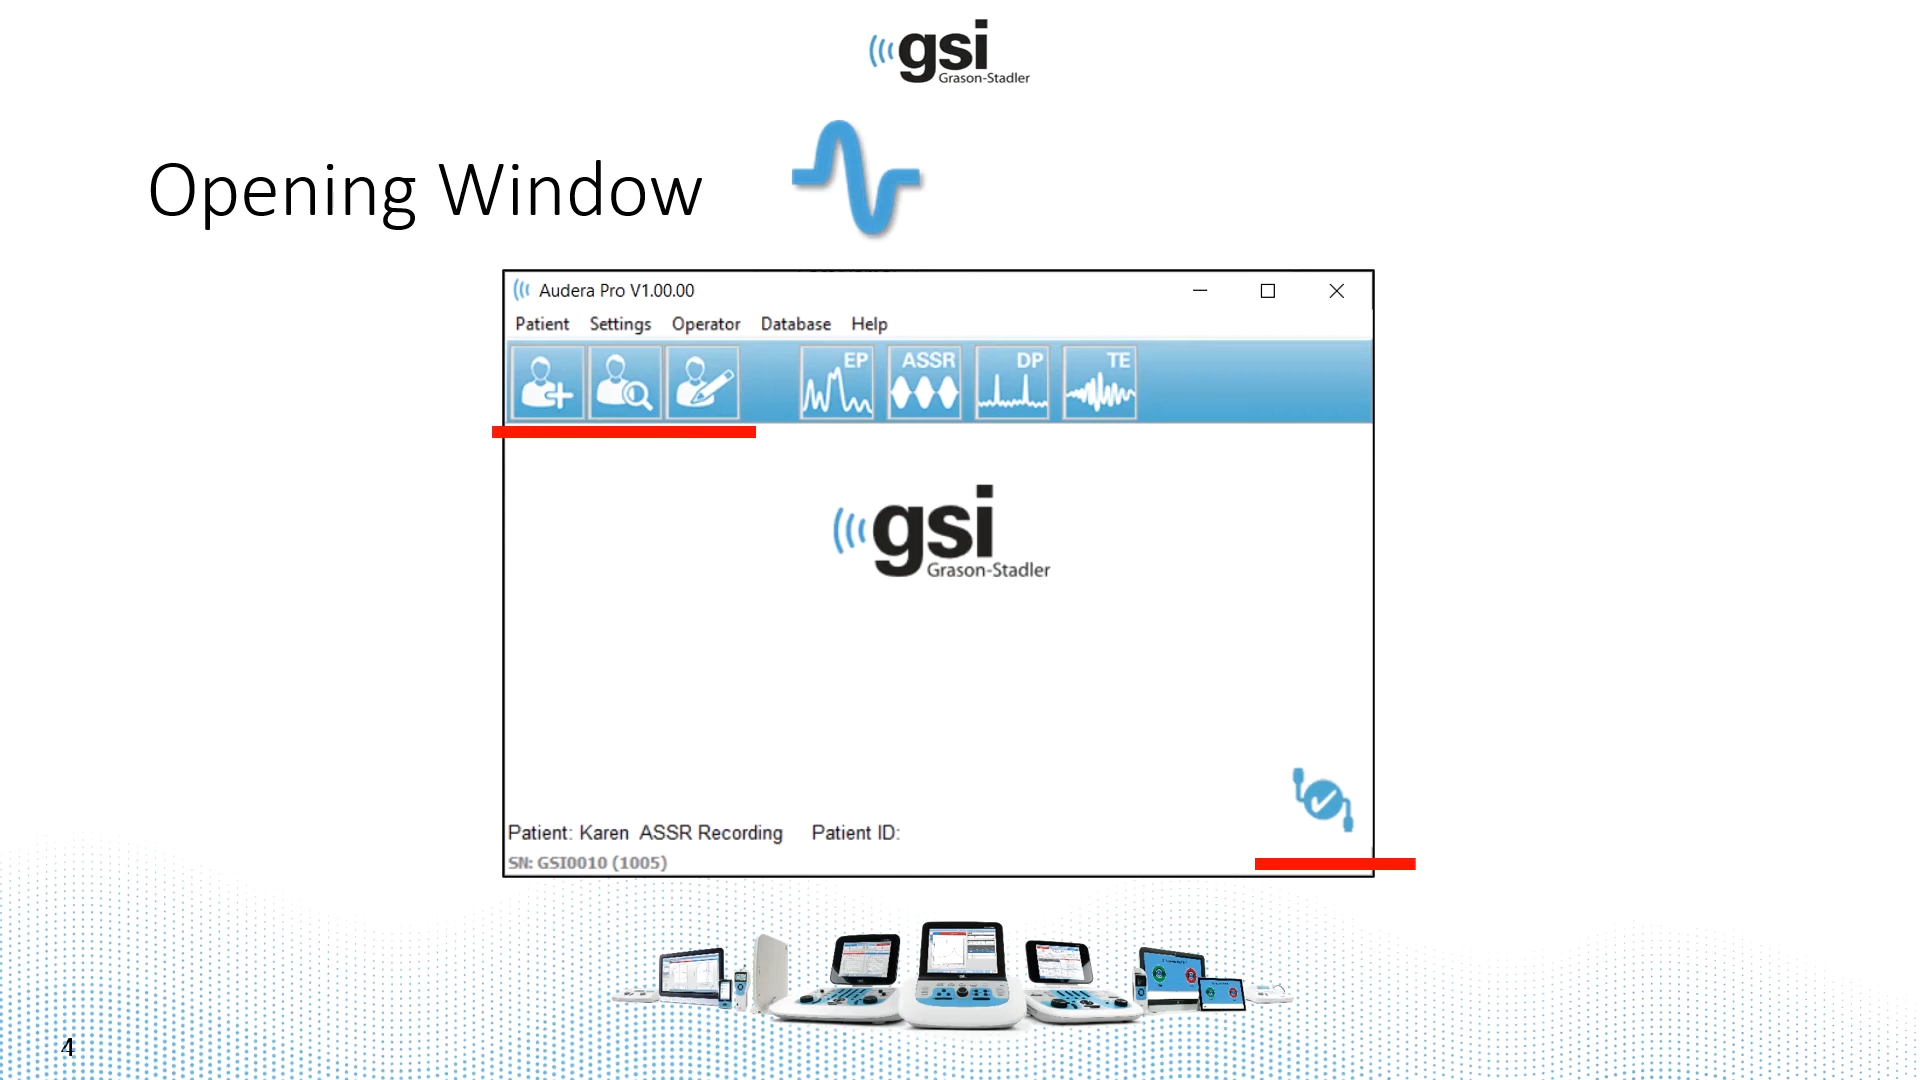 gsi
Grason-Stadler
Opening Window
Audera Pro V1.00.00
Patient Settings Operator Database Help
EP ASSR DP TE
gsi
Grason-Stadler
Patient: Karen ASSR Recording Patient ID:
SN: GSI0010 (1005)
4